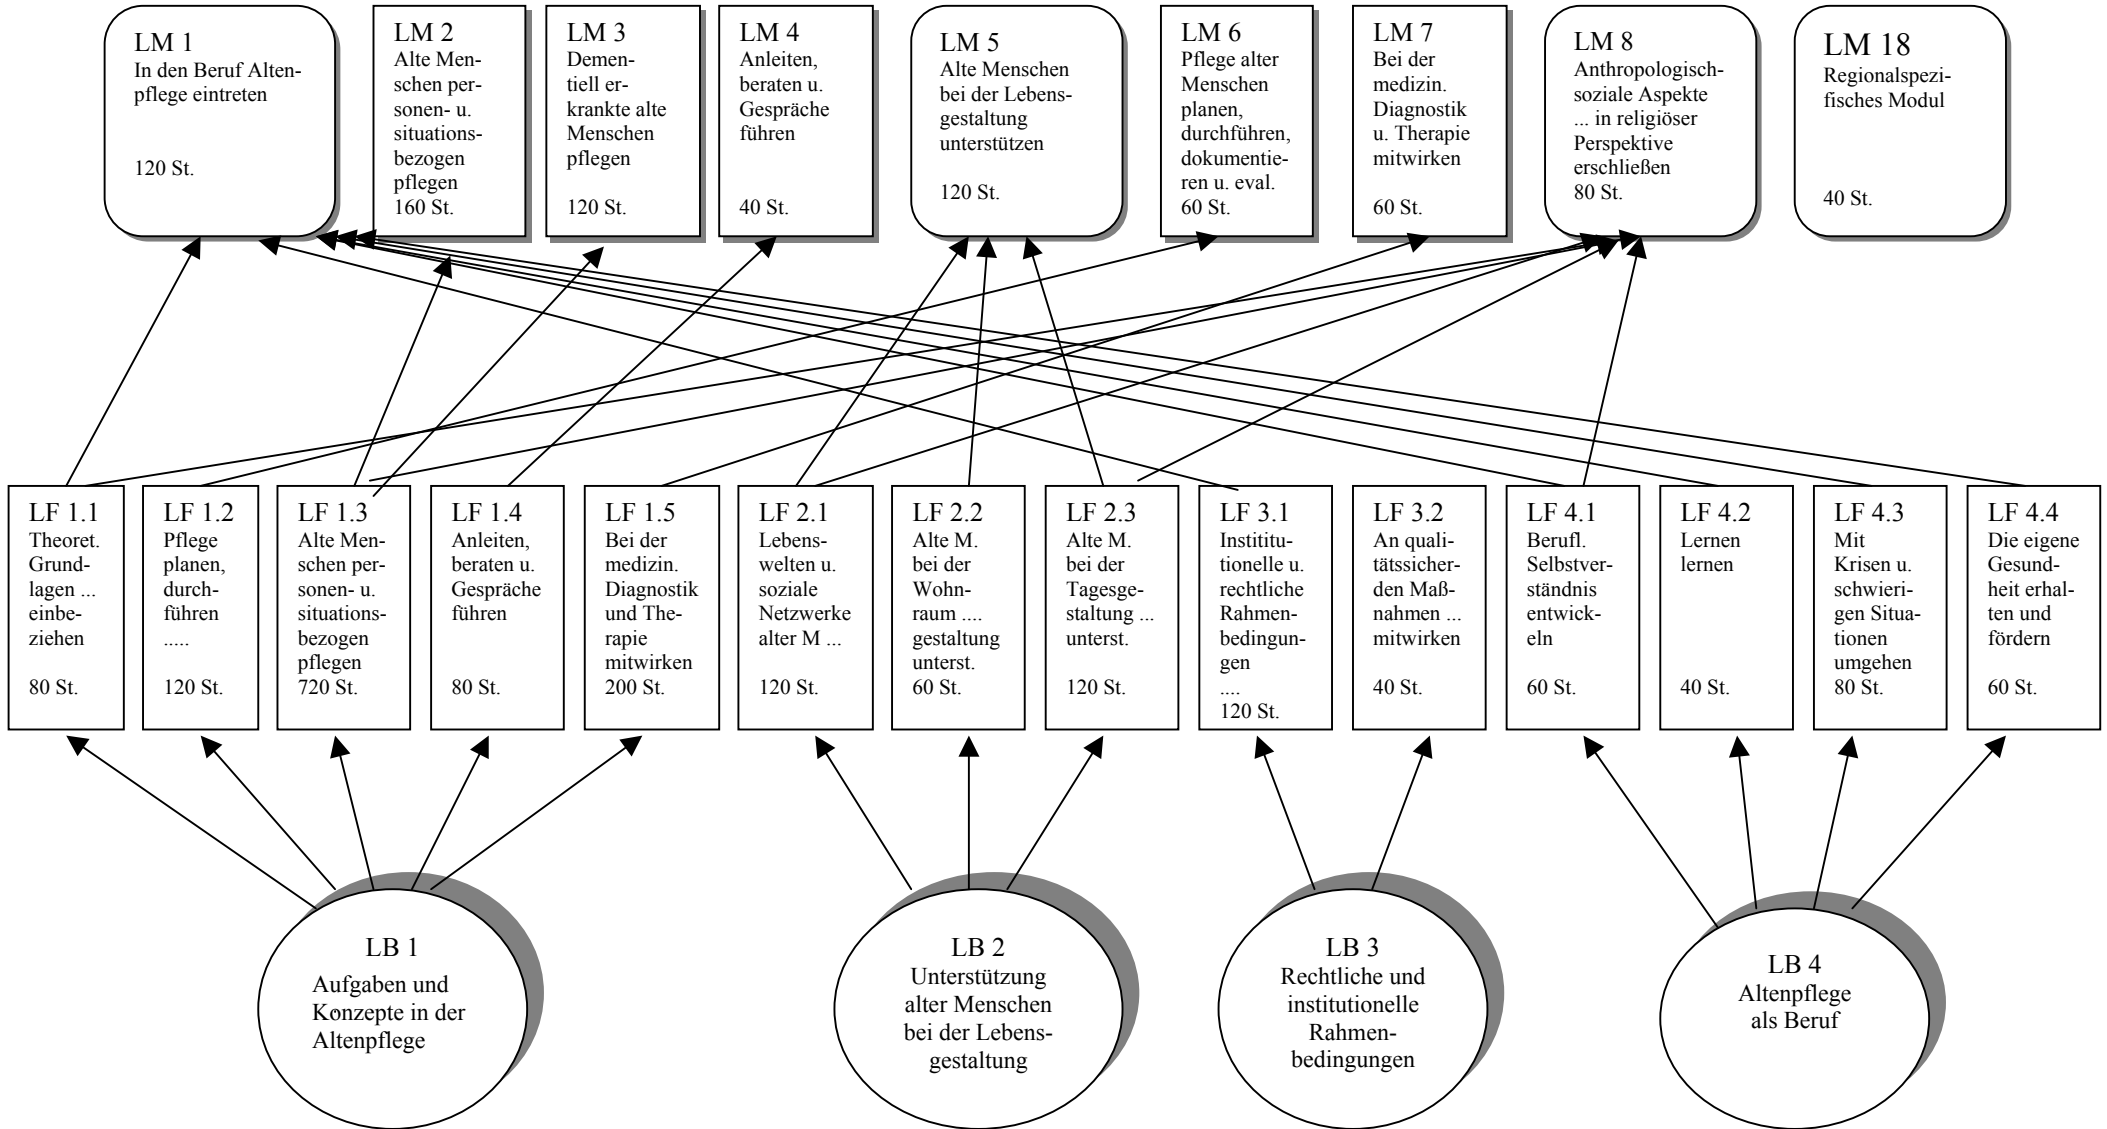 LM 1
In den Beruf Alten-
pflege eintreten
120 St.
LM 2
Alte Men-
schen per-
sonen- u.
situations-
bezogen
pflegen
160 St.
LM 3
Demen-
tiell er-
krankte alte
Menschen
pflegen
120 St.
LM 4
Anleiten,
beraten u.
Gespräche
führen
40 St.
LM 5
Alte Menschen
bei der Lebens-
gestaltung
unterstützen
120 St.
LM 6
Pflege alter
Menschen
planen,
durchführen,
dokumentie-
ren u. eval.
60 St.
LM 7
Bei der
medizin.
Diagnostik
u. Therapie
mitwirken
60 St.
LM 8
Anthropologisch-
soziale Aspekte
... in religiöser
Perspektive
erschließen
80 St.
LM 18
Regionalspezi-
fisches Modul
40 St.
LF 1.1
Theoret.
Grund-
lagen ...
einbe-
ziehen
80 St.
LF 1.2
Pflege
planen,
durch-
führen
.....
120 St.
LF 1.3
Alte Men-
schen per-
sonen- u.
situations-
bezogen
pflegen
720 St.
LF 1.4
Anleiten,
beraten u.
Gespräche
führen
80 St.
LF 1.5
Bei der
medizin.
Diagnostik
und The-
rapie
mitwirken
200 St.
LF 2.1
Lebens-
welten u.
soziale
Netzwerke
alter M ...
120 St.
LF 2.2
Alte M.
bei der
Wohn-
raum ....
gestaltung
unterst.
60 St.
LF 2.3
Alte M.
bei der
Tagesge-
staltung ...
unterst.
120 St.
LF 3.1
Instititu-
tionelle u.
rechtliche
Rahmen-
bedingun-
gen
....
120 St.
LF 3.2
An quali-
tätssichern-
den Maß-
nahmen ...
mitwirken
40 St.
LF 4.1
Berufl.
Selbstver-
ständnis
entwick-
eln
60 St.
LF 4.2
Lernen
lernen
40 St.
LF 4.3
Mit
Krisen u.
schwieri-
gen Situa-
tionen
umgehen
80 St.
LF 4.4
Die eigene
Gesund-
heit erhal-
ten und
fördern
60 St.
LB 1
Aufgaben und
Konzepte in der
Altenpflege
LB 2
Unterstützung
alter Menschen
bei der Lebens-
gestaltung
LB 3
Rechtliche und
institutionelle
Rahmen-
bedingungen
LB 4
Altenpflege
als Beruf